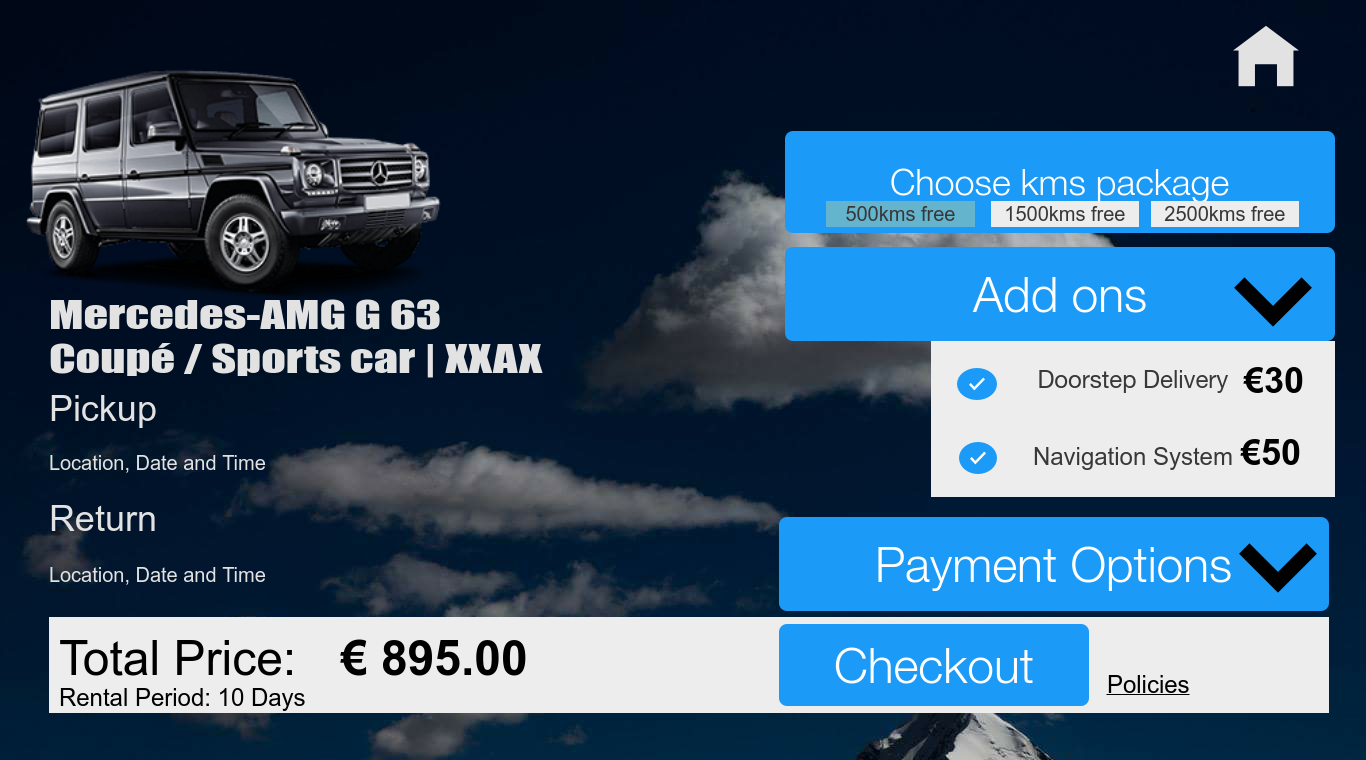 Choose kms package
500kms free 1500kms free 2500kms free
Add ons
Doorstep Delivery €30
Navigation System €50
Mercedes-AMG G 63
Coupé / Sports car | XXAX
Pickup
Location, Date and Time
Return
Location, Date and Time
Payment Options
Total Price: € 895.00
Rental Period: 10 Days
Checkout
Policies